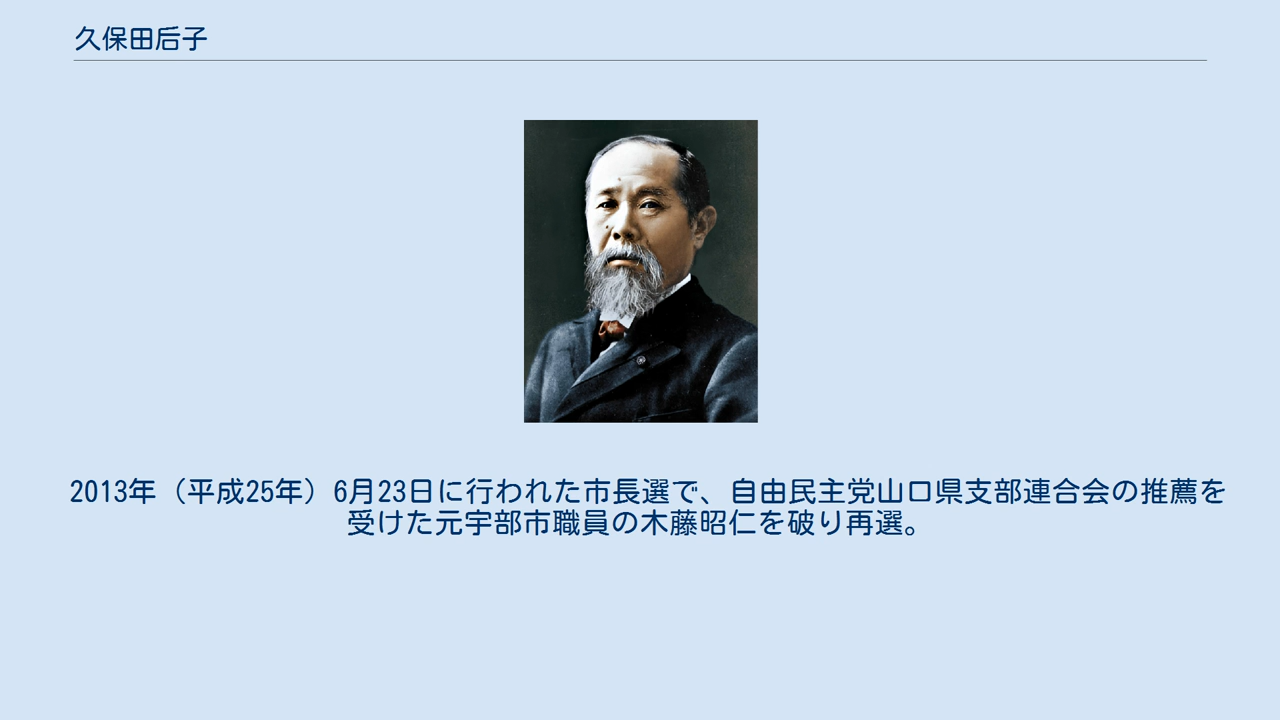 久保田后子
2013年（平成25年）6月23日に行われた市長選で、自由民主党山口県支部連合会の推薦を
受けた元宇部市職員の木藤昭仁を破り再選。